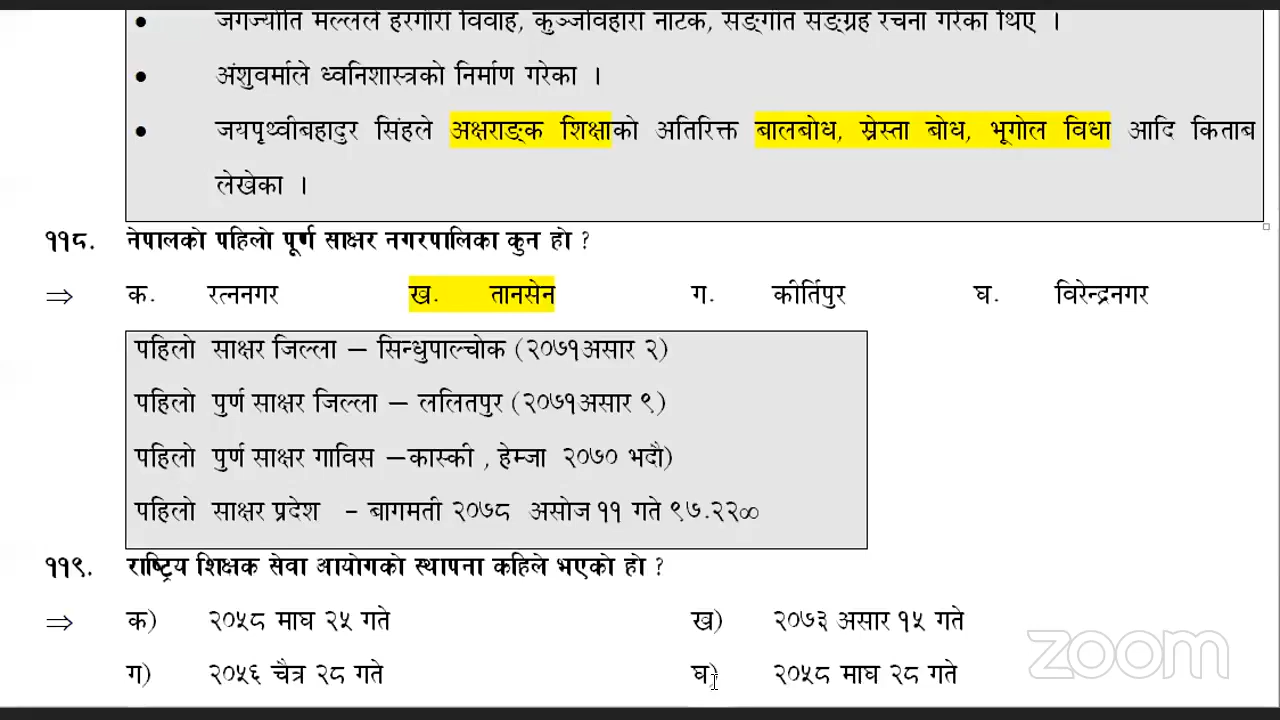 • जगज्योति मल्लले हरगौरी विवाह, कुञ्जविहारी नाटक, सङ्गीत सङ्ग्रह रचना गरेका थिए ।
• अंशुवर्माले ध्वनिशास्त्रको निर्माण गरेका ।
• जयपृथ्वीबहादुर सिंहले अक्षराङ्क शिक्षाको अतिरिक्त बालबोध, स्रेस्ता बोध, भूगोल विधा आदि किताब
लेखेका ।
११८. नेपालको पहिलो पूर्ण साक्षर नगरपालिका कुन हो ?
⇒ क. रत्ननगर ख. तानसेन ग. कीर्तिपुर घ. विरेन्द्रनगर
पहिलो साक्षर जिल्ला – सिन्धुपाल्चोक (२०७१असार २)
पहिलो पुर्ण साक्षर जिल्ला – ललितपुर (२०७१असार ९)
पहिलो पुर्ण साक्षर गाविस –कास्की , हेम्जा २०७० भदौ)
पहिलो साक्षर प्रदेश - बागमती २०७८ असोज ११ गते ९७.२२%
११९. राष्ट्रिय शिक्षक सेवा आयोगको स्थापना कहिले भएको हो ?
⇒ क) २०५८ माघ २५ गते ख) २०७३ असार १५ गते
ग) २०५६ चैत्र २८ गते घ) २०५८ माघ २८ गते
zoom